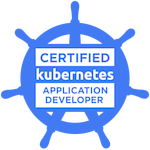 CERTIFIED
kubernetes
APPLICATION
DEVELOPER